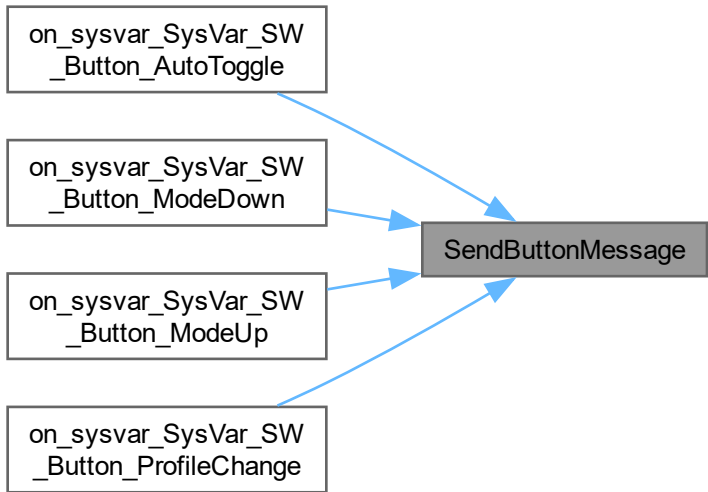 on_sysvar_SysVar_SW
_Button_AutoToggle
on_sysvar_SysVar_SW
_Button_ModeDown
SendButtonMessage
on_sysvar_SysVar_SW
_Button_ModeUp
on_sysvar_SysVar_SW
_Button_ProfileChange